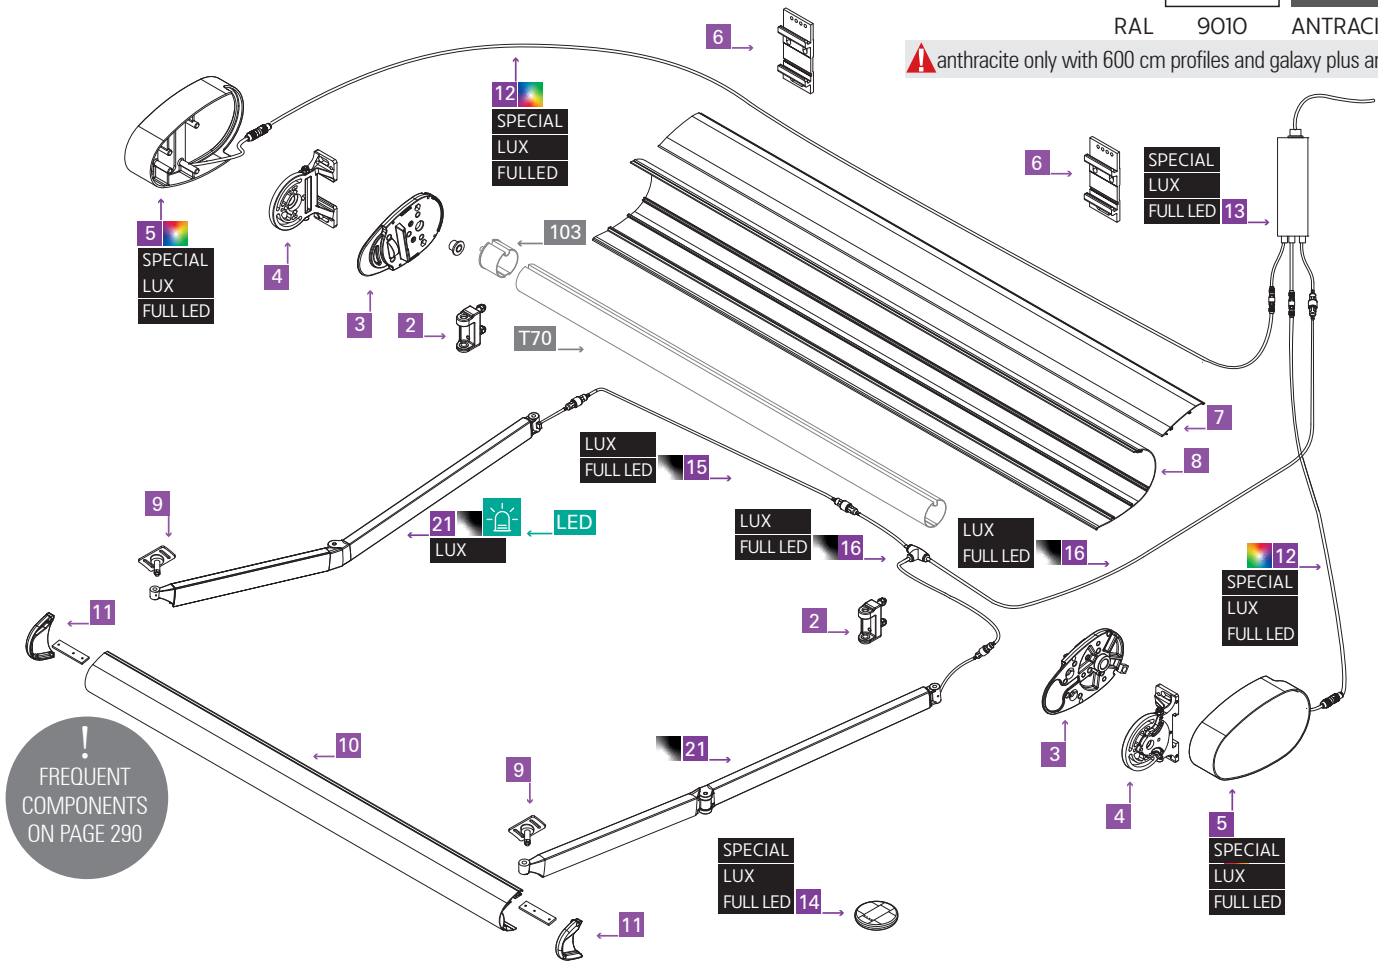 RAL 9010 ANTRACI
anthracite only with 600 cm profiles and galaxy plus ar
6
12
SPECIAL
LUX
FULLED
6
SPECIAL
LUX
FULL LED 13
5
SPECIAL
LUX
FULL LED
4
3
2
103
T70
7
8
LUX
FULL LED 15
9
21
LUX
LED
LUX
FULL LED 16
LUX
FULL LED 16
12
SPECIAL
LUX
FULL LED
11
2
10
!
FREQUENT
COMPONENTS
ON PAGE 290
21
9
3
4
5
SPECIAL
LUX
FULL LED
SPECIAL
LUX
FULL LED 14
11